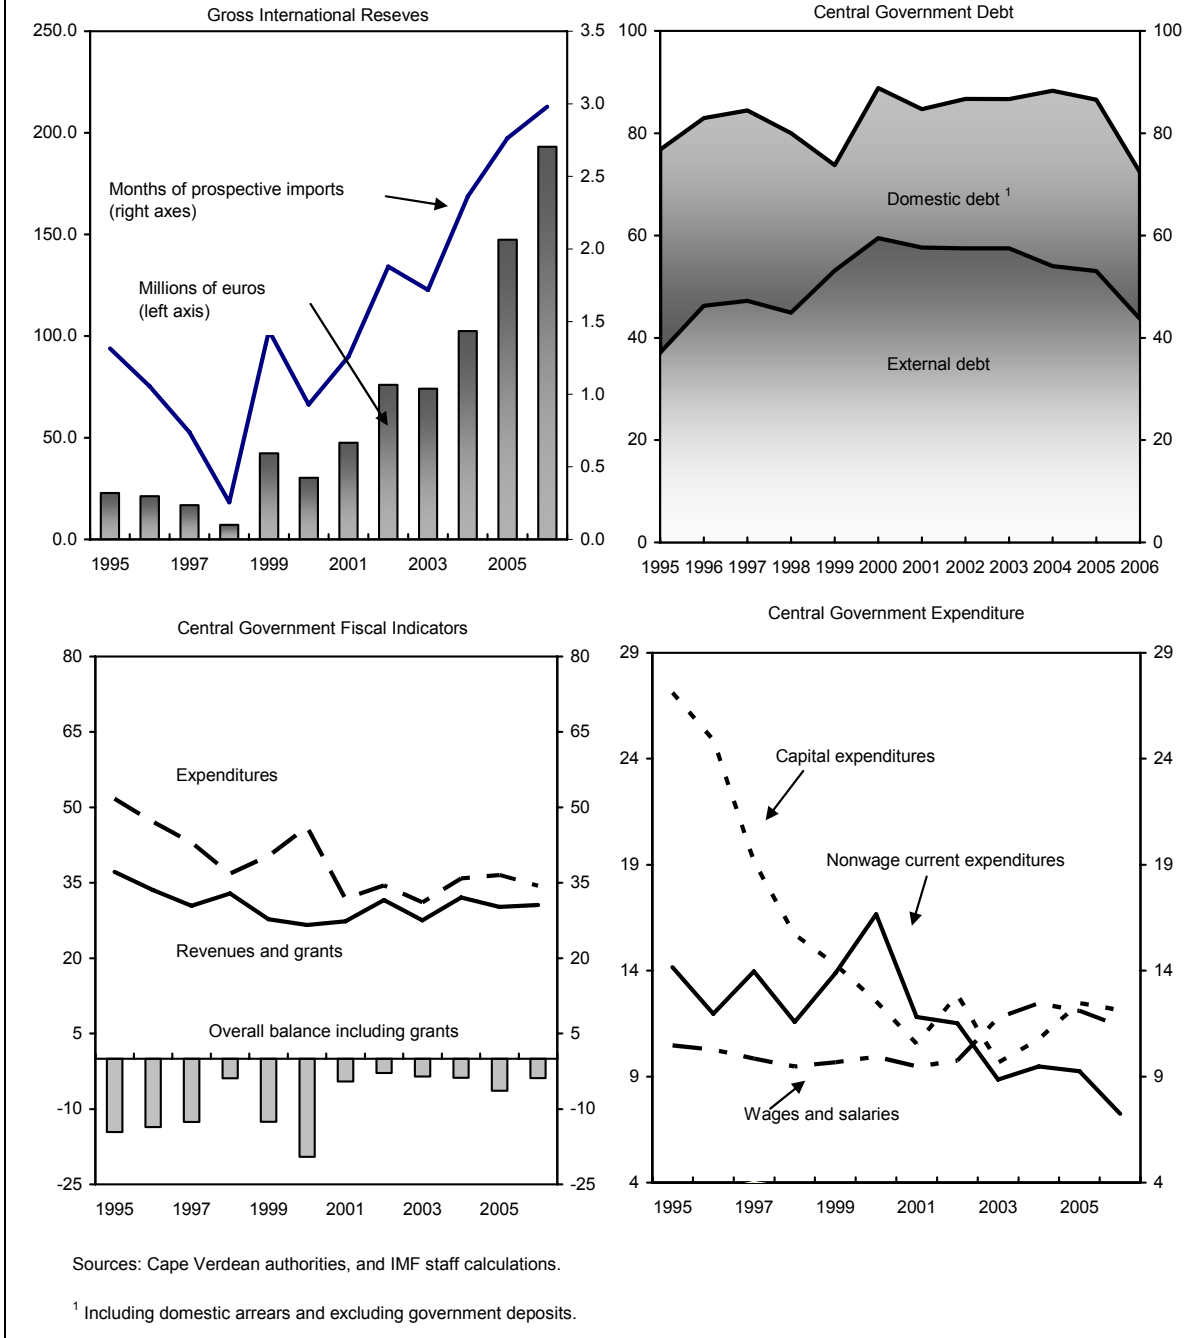 Gross International Reseves
250.0
200.0
150.0
100.0
50.0
0.0
3.5
3.0
2.5
2.0
1.5
1.0
0.5
0.0
Months of prospective imports
(right axes)
Millions of euros
(left axis)
1995 1997 1999 2001 2003 2005
Central Government Debt
100
80
60
40
20
0
100
80
60
40
20
0
Domestic debt 1
External debt
1995 1996 1997 1998 1999 2000 2001 2002 2003 2004 2005 2006
Central Government Fiscal Indicators
80
65
50
35
20
5
-10
-25
80
65
50
35
20
5
-10
-25
Expenditures
Revenues and grants
Overall balance including grants
1995 1997 1999 2001 2003 2005
Central Government Expenditure
29
24
19
14
9
4
29
24
19
14
9
4
Capital expenditures
Nonwage current expenditures
Wages and salaries
1995 1997 1999 2001 2003 2005
Sources: Cape Verdean authorities, and IMF staff calculations.
1 Including domestic arrears and excluding government deposits.